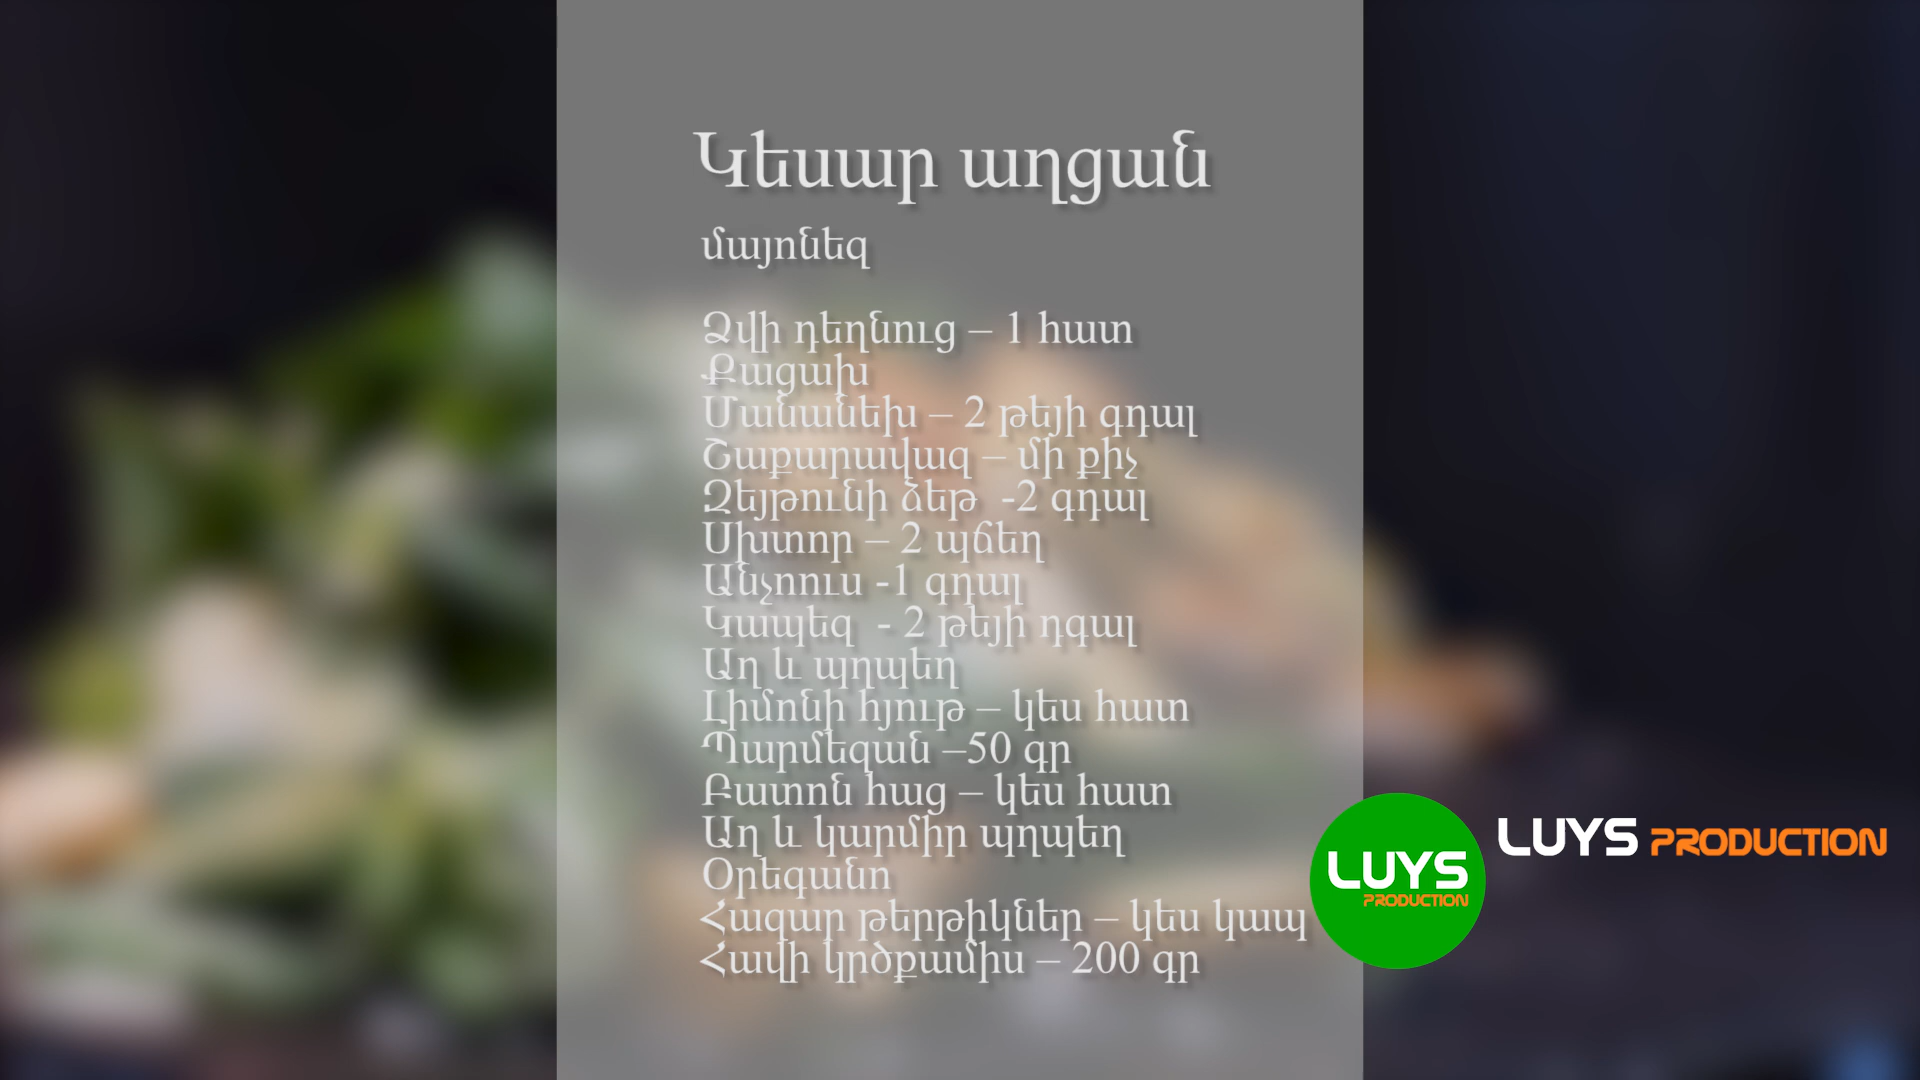 Կեսար աղցան
մայոնեզ
Ձվի դեղնուց – 1 հատ
Քացախ
Մանանեխ – 2 թեյի գդալ
Շաքարավազ – մի քիչ
Զեյթունի ձեթ -2 գդալ
Սխտոր – 2 պճեղ
Անչոուս -1 գդալ
Կապեզ - 2 թեյի դգալ
Աղ և պղպեղ
Լիմոնի հյութ – կես հատ
Պարմեզան –50 գր
Բատոն հաց – կես հատ
Աղ և կարմիր պղպեղ
Օրեգանո
Հազար թերթիկներ – կես կապ
Հավի կրծքամիս – 200 գր
LUYS PRODUCTION
LUYS
PRODUCTION